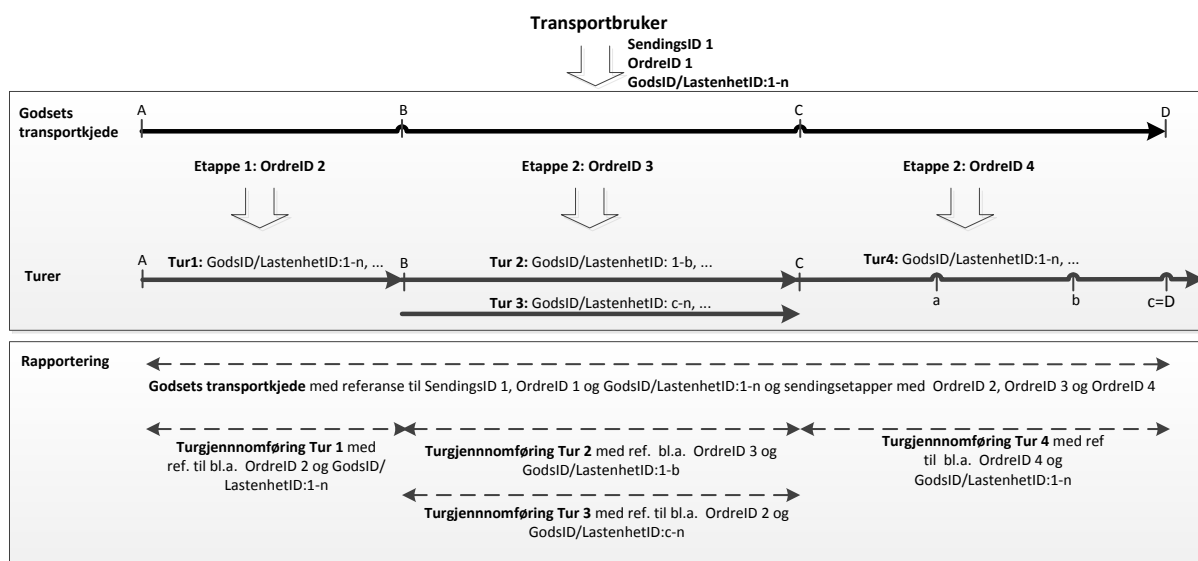 Transportbruker
SendingsID 1
OrdreID 1
GodsID/LastenhetID:1-n
Godsets
transportkjede
A
B
C
D
Etappe 1: OrdreID 2
Etappe 2: OrdreID 3
Etappe 2: OrdreID 4
Turer
A
Tur1: GodsID/LastenhetID:1-n, ...
B
Tur 2: GodsID/LastenhetID: 1-b, ...
C
Tur4: GodsID/LastenhetID:1-n, ...
Tur 3: GodsID/LastenhetID: c-n, ...
a
b
c=D
Rapportering
Godsets transportkjede med referanse til SendingsID 1, OrdreID 1 og GodsID/LastenhetID:1-n og sendingsetapper med OrdreID 2, OrdreID 3 og OrdreID 4
Turgjennnomføring Tur 1 med
ref. til bl.a. OrdreID 2 og GodsID/
LastenhetID:1-n
Turgjennnomføring Tur 2 med ref. bl.a. OrdreID 3 og
GodsID/LastenhetID:1-b
Turgjennnomføring Tur 4 med ref
til bl.a. OrdreID 4 og
GodsID/LastenhetID:1-n
Turgjennnomføring Tur 3 med ref. til bl.a. OrdreID 2 og
GodsID/LastenhetID:c-n